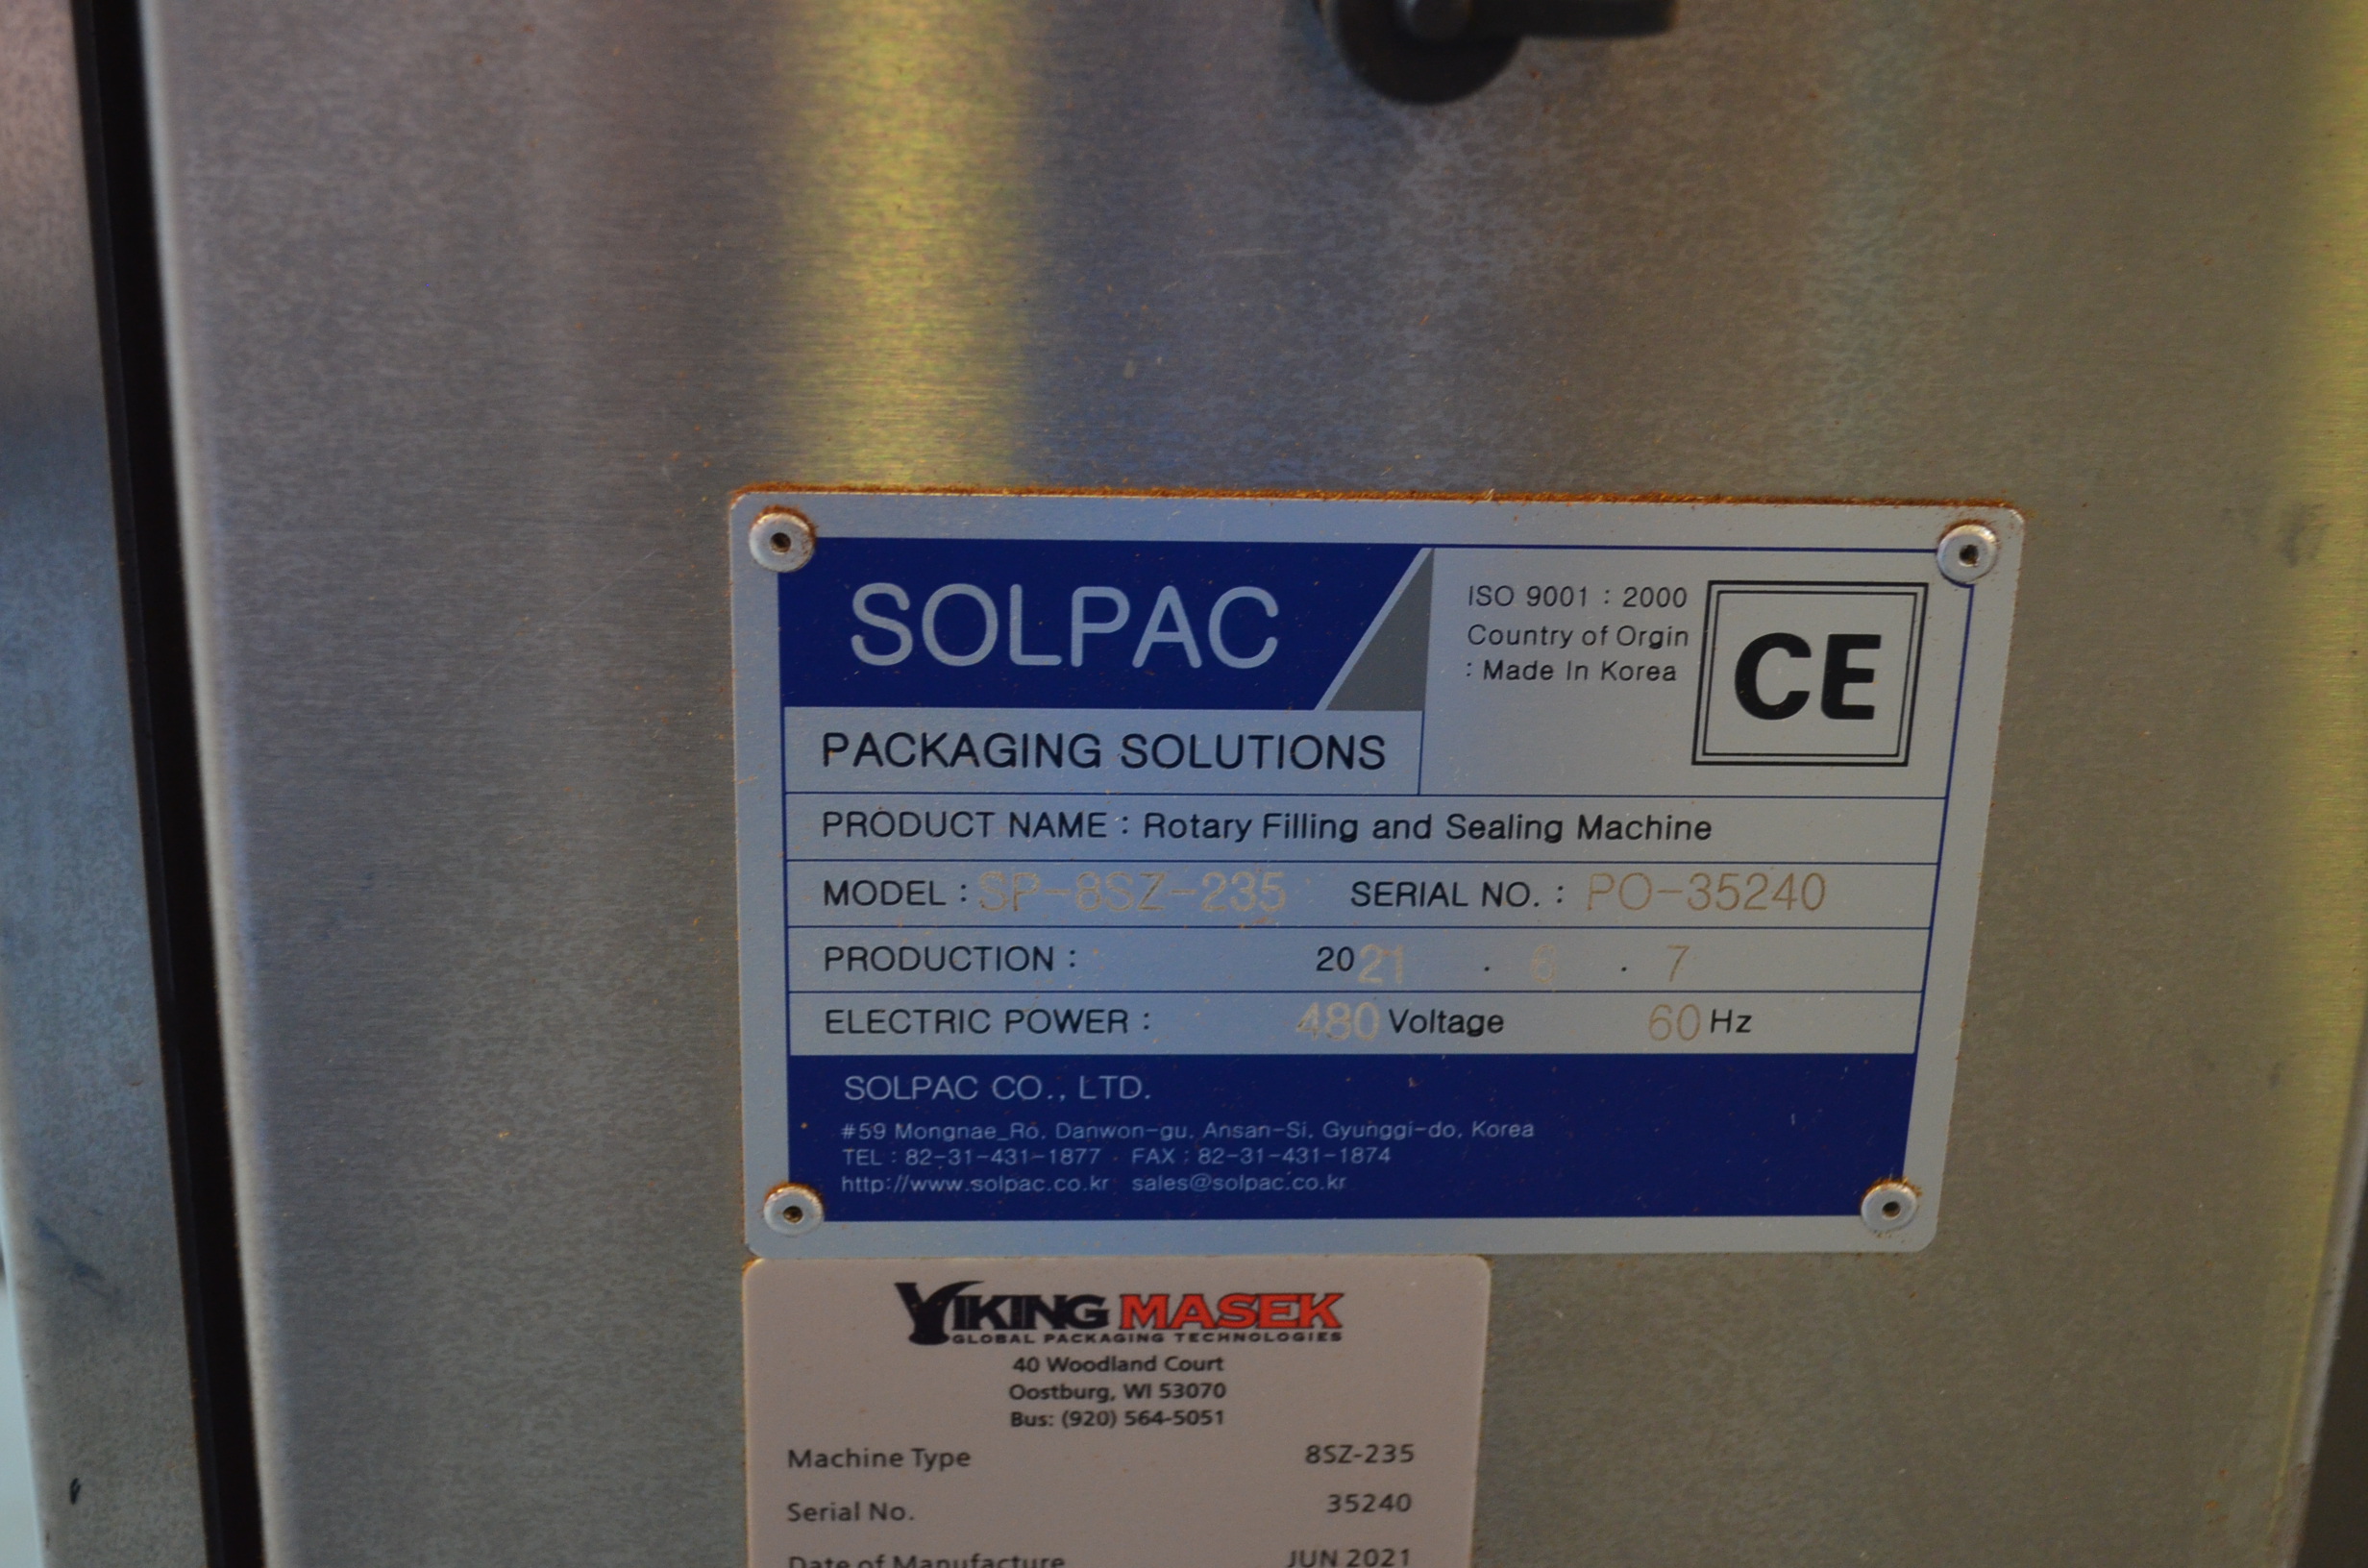 SOLPAC
ISO 9001 : 2000
Country of Orgin
: Made In Korea
CE
PACKAGING SOLUTIONS
PRODUCT NAME : Rotary Filling and Sealing Machine
MODEL : SP-8SZ-235 SERIAL NO. : PO-35240
PRODUCTION : 2021 . 6 . 7
ELECTRIC POWER : 480 Voltage 60 Hz
SOLPAC CO., LTD.
#59 Mongnae_Ro, Danwon-gu, Ansan-Si, Gyunggi-do, Korea
TEL : 82-31-431-1877 FAX : 82-31-431-1874
http://www.solpac.co.kr sales@solpac.co.kr
VIKING MASEK
GLOBAL PACKAGING TECHNOLOGIES
40 Woodland Court
Oostburg, WI 53070
Bus: (920) 564-5051
Machine Type 8SZ-235
Serial No. 35240
Date of Manufacture JUN 2021